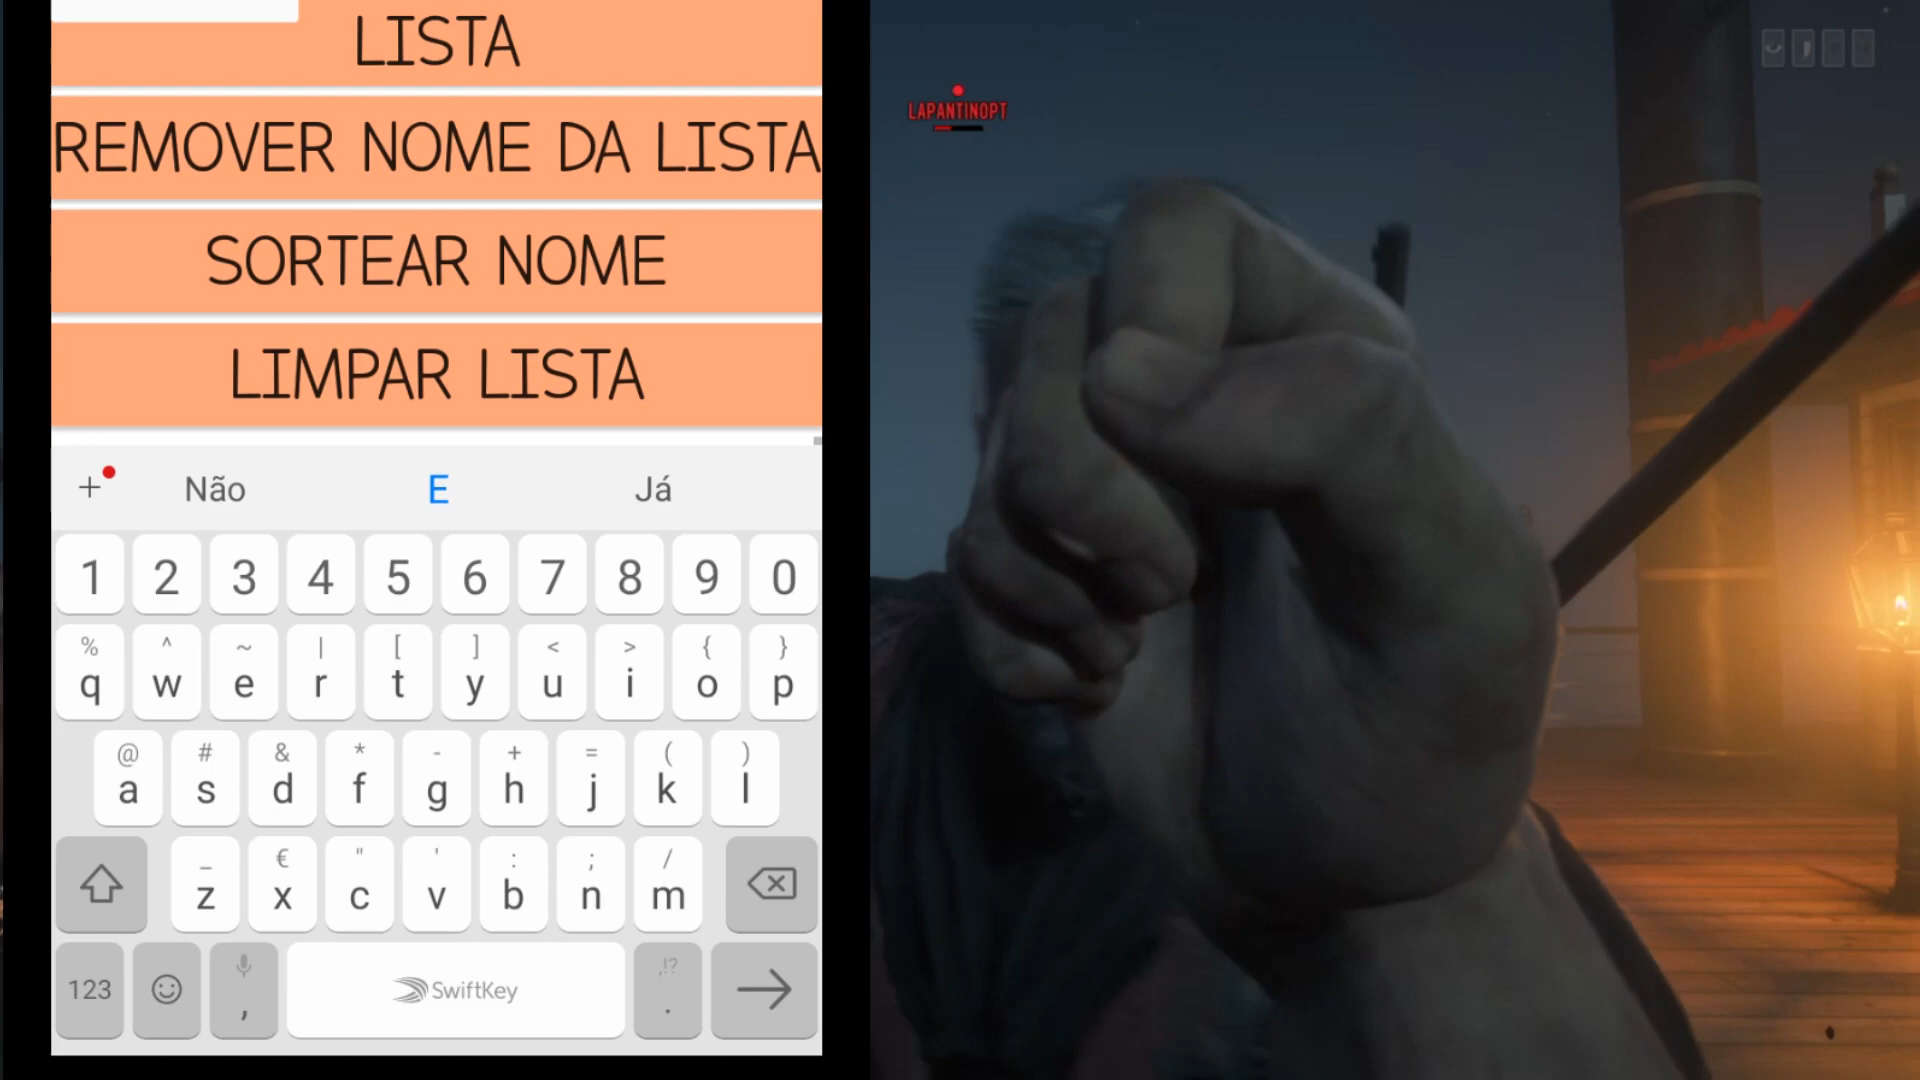 LISTA
REMOVER NOME DA LISTA
SORTEAR NOME
LIMPAR LISTA
+ Não E Já
1 2 3 4 5 6 7 8 9 0
% ^ ~ | [ ] < > { }
q w e r t y u i o p
@ # & * - + = ( )
a s d f g h j k l
_ € " ' : ; /
z x c v b n m
123 , SwiftKey ,!? .
LAPANTINOPT